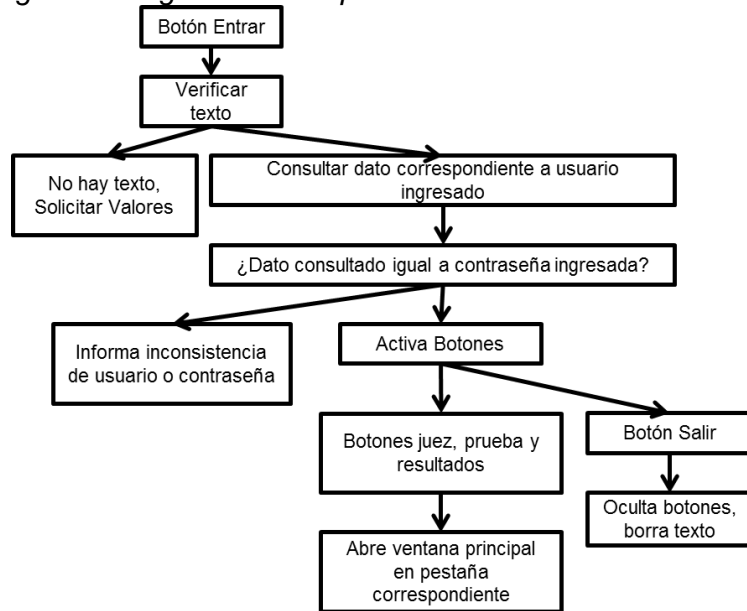 Botón Entrar
Verificar
texto
No hay texto,
Solicitar Valores
Consultar dato correspondiente a usuario
ingresado
¿Dato consultado igual a contraseña ingresada?
Informa inconsistencia
de usuario o contraseña
Activa Botones
Botones juez, prueba y
resultados
Botón Salir
Oculta botones,
borra texto
Abre ventana principal
en pestaña
correspondiente